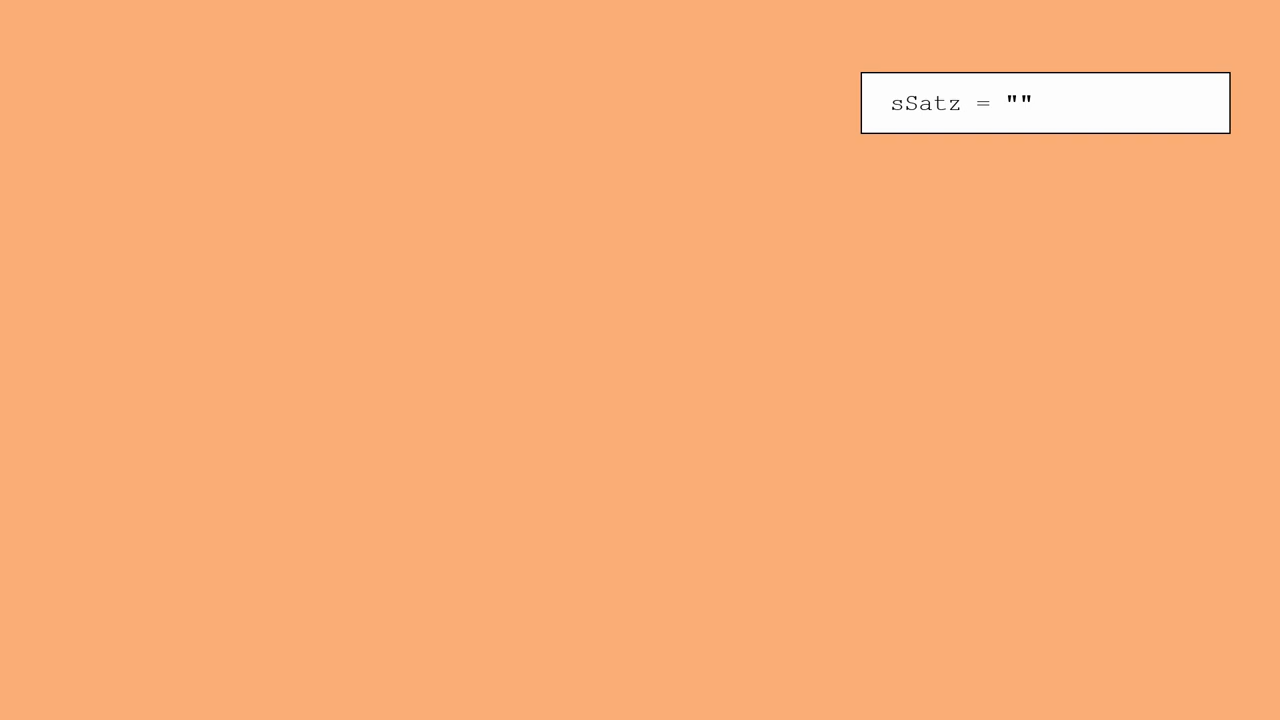 sSatz = ""